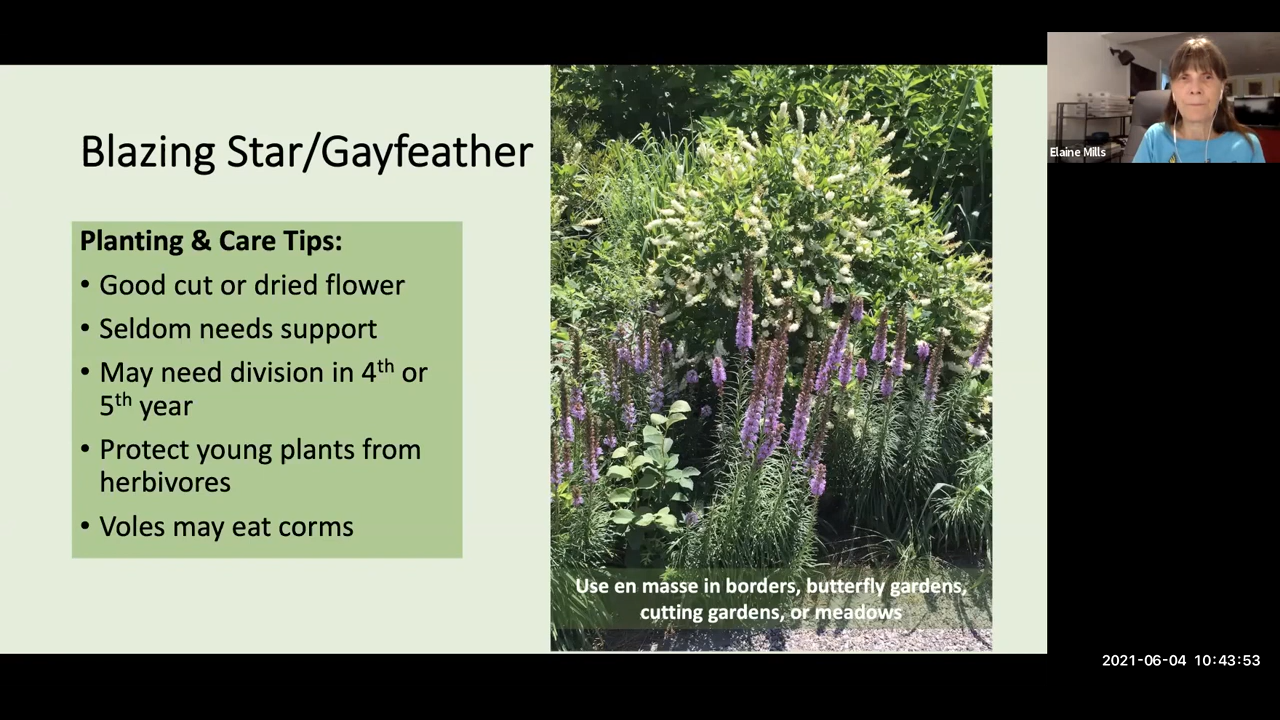 Blazing Star/Gayfeather
Planting & Care Tips:
• Good cut or dried flower
• Seldom needs support
• May need division in 4th or
5th year
• Protect young plants from
herbivores
• Voles may eat corms
Use en masse in borders, butterfly gardens,
cutting gardens, or meadows
Elaine Mills
2021-06-04 10:43:53